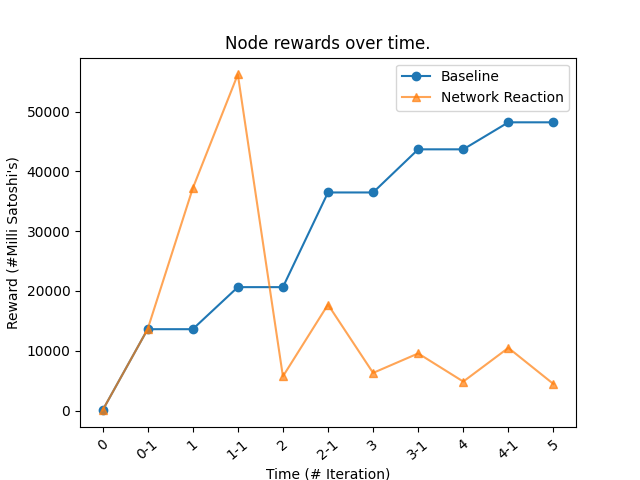 Node rewards over time.
Baseline
Network Reaction
Reward (#Milli Satoshi's)
50000
40000
30000
20000
10000
0
0 0-1 1 1-1 2 2-1 3 3-1 4 4-1 5
Time (# Iteration)